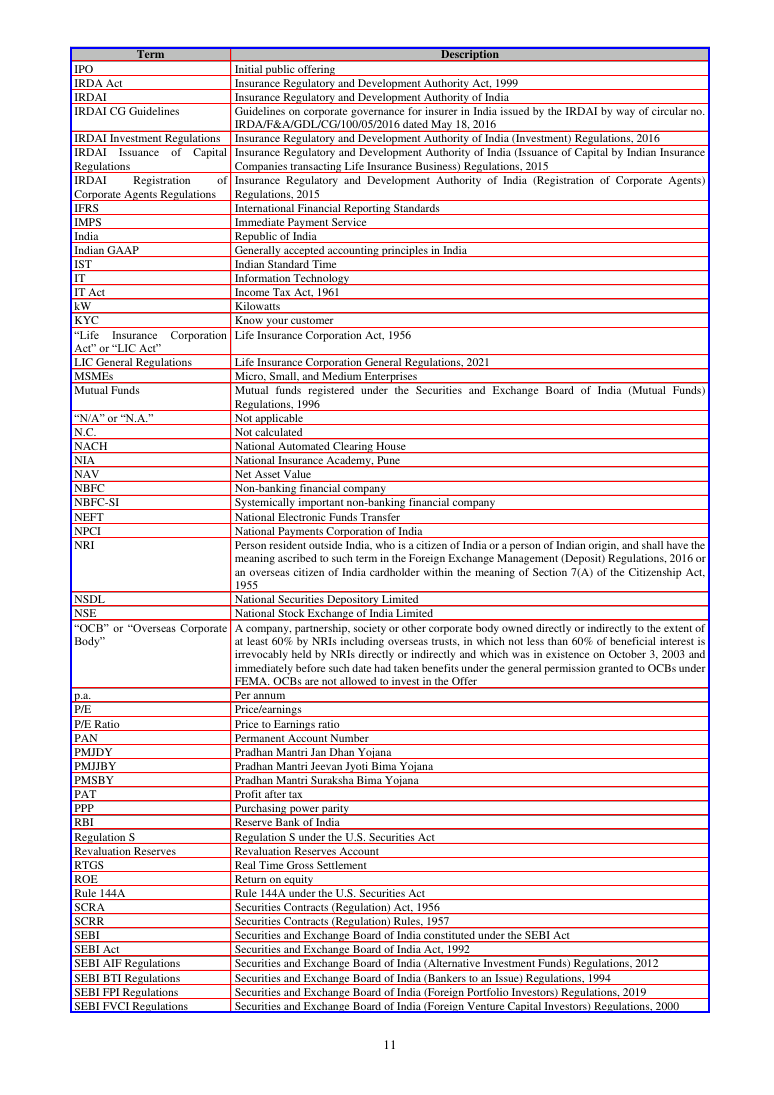 Term Description
IPO Initial public offering
IRDA Act Insurance Regulatory and Development Authority Act, 1999
IRDAI Insurance Regulatory and Development Authority of India
IRDAI CG Guidelines Guidelines on corporate governance for insurer in India issued by the IRDAI by way of circular no.
IRDA/F&A/GDL/CG/100/05/2016 dated May 18, 2016
IRDAI Investment Regulations Insurance Regulatory and Development Authority of India (Investment) Regulations, 2016
IRDAI Issuance of Capital Insurance Regulatory and Development Authority of India (Issuance of Capital by Indian Insurance
Regulations Companies transacting Life Insurance Business) Regulations, 2015
IRDAI Registration of Insurance Regulatory and Development Authority of India (Registration of Corporate Agents)
Corporate Agents Regulations Regulations, 2015
IFRS International Financial Reporting Standards
IMPS Immediate Payment Service
India Republic of India
Indian GAAP Generally accepted accounting principles in India
IST Indian Standard Time
IT Information Technology
IT Act Income Tax Act, 1961
kW Kilowatts
KYC Know your customer
“Life Insurance Corporation Life Insurance Corporation Act, 1956
Act” or “LIC Act”
LIC General Regulations Life Insurance Corporation General Regulations, 2021
MSMEs Micro, Small, and Medium Enterprises
Mutual Funds Mutual funds registered under the Securities and Exchange Board of India (Mutual Funds)
Regulations, 1996
“N/A” or “N.A.” Not applicable
N.C. Not calculated
NACH National Automated Clearing House
NIA National Insurance Academy, Pune
NAV Net Asset Value
NBFC Non-banking financial company
NBFC-SI Systemically important non-banking financial company
NEFT National Electronic Funds Transfer
NPCI National Payments Corporation of India
NRI Person resident outside India, who is a citizen of India or a person of Indian origin, and shall have the
meaning ascribed to such term in the Foreign Exchange Management (Deposit) Regulations, 2016 or
an overseas citizen of India cardholder within the meaning of Section 7(A) of the Citizenship Act,
1955
NSDL National Securities Depository Limited
NSE National Stock Exchange of India Limited
“OCB” or “Overseas Corporate A company, partnership, society or other corporate body owned directly or indirectly to the extent of
Body” at least 60% by NRIs including overseas trusts, in which not less than 60% of beneficial interest is
irrevocably held by NRIs directly or indirectly and which was in existence on October 3, 2003 and
immediately before such date had taken benefits under the general permission granted to OCBs under
FEMA. OCBs are not allowed to invest in the Offer
p.a. Per annum
P/E Price/earnings
P/E Ratio Price to Earnings ratio
PAN Permanent Account Number
PMJDY Pradhan Mantri Jan Dhan Yojana
PMJJBY Pradhan Mantri Jeevan Jyoti Bima Yojana
PMSBY Pradhan Mantri Suraksha Bima Yojana
PAT Profit after tax
PPP Purchasing power parity
RBI Reserve Bank of India
Regulation S Regulation S under the U.S. Securities Act
Revaluation Reserves Revaluation Reserves Account
RTGS Real Time Gross Settlement
ROE Return on equity
Rule 144A Rule 144A under the U.S. Securities Act
SCRA Securities Contracts (Regulation) Act, 1956
SCRR Securities Contracts (Regulation) Rules, 1957
SEBI Securities and Exchange Board of India constituted under the SEBI Act
SEBI Act Securities and Exchange Board of India Act, 1992
SEBI AIF Regulations Securities and Exchange Board of India (Alternative Investment Funds) Regulations, 2012
SEBI BTI Regulations Securities and Exchange Board of India (Bankers to an Issue) Regulations, 1994
SEBI FPI Regulations Securities and Exchange Board of India (Foreign Portfolio Investors) Regulations, 2019
SEBI FVCI Regulations Securities and Exchange Board of India (Foreign Venture Capital Investors) Regulations, 2000
11